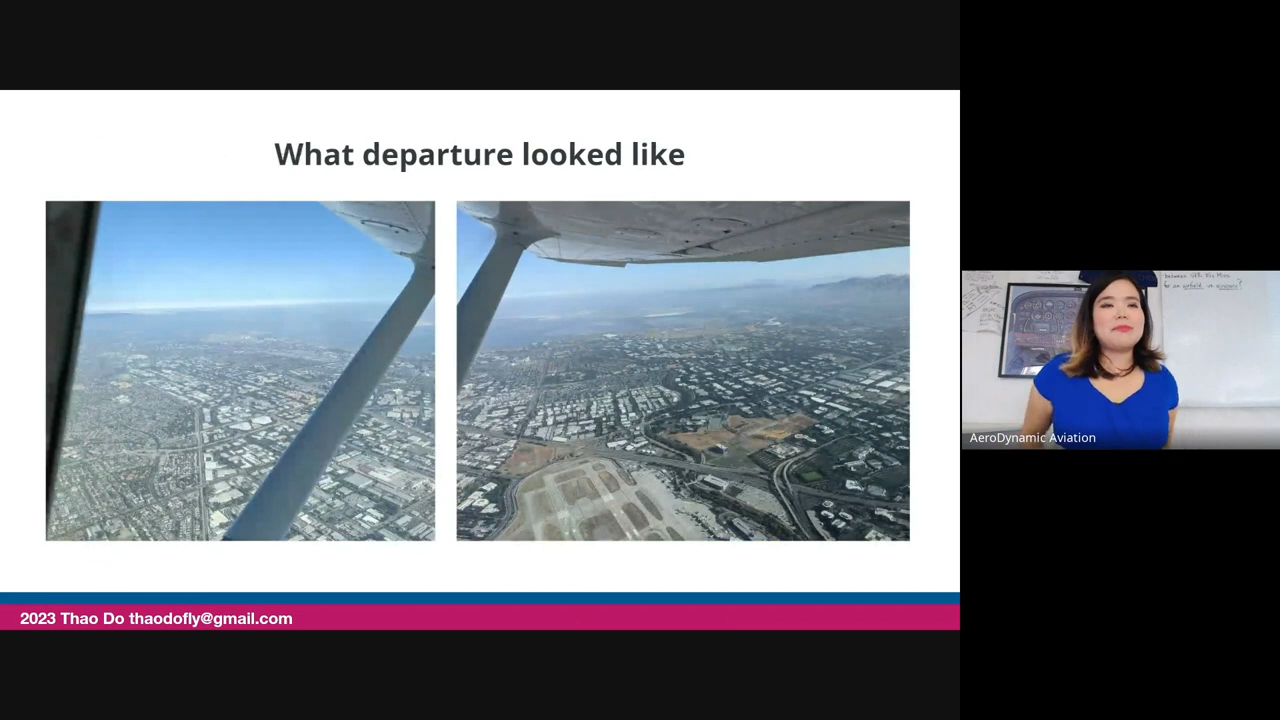 What departure looked like
2023 Thao Do thaodofly@gmail.com
AeroDynamic Aviation